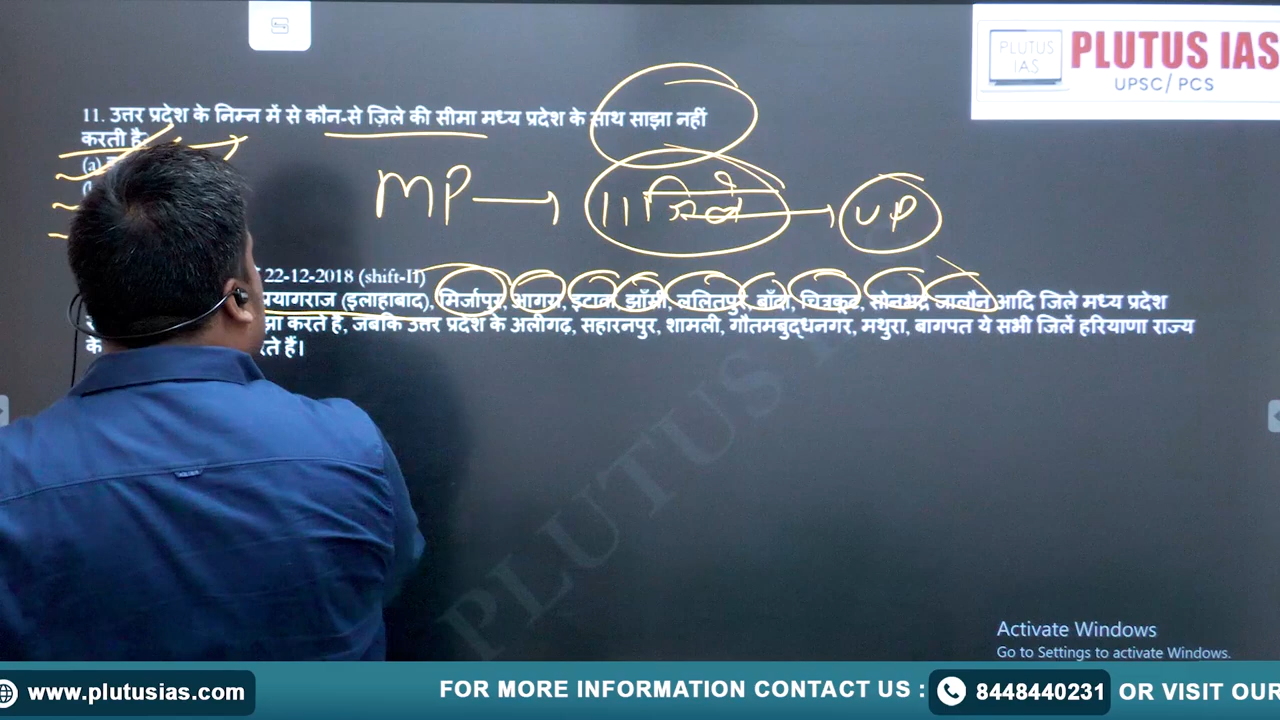 PLUTUS IAS
PLUTUS IAS
UPSC/ PCS
11. उत्तर प्रदेश के निम्न में से कौन-से ज़िले की सीमा मध्य प्रदेश के साथ साझा नहीं
करती है
(a)
MP → 11 जिले → UP
22-12-2018 (shift-II)
प्रयागराज (इलाहाबाद), मिर्जापुर, आगरा, इटावा, झाँसी, ललितपुर, बाँदा, चित्रकूट, सोनभद्र जालौन आदि जिले मध्य प्रदेश
करते हैं, जबकि उत्तर प्रदेश के अलीगढ़, सहारनपुर, शामली, गौतमबुद्धनगर, मथुरा, बागपत ये सभी जिलें हरियाणा राज्य
के
हैं।
PLUTUS
Activate Windows
Go to Settings to activate Windows.
www.plutusias.com
FOR MORE INFORMATION CONTACT US : 8448440231 OR VISIT OUR